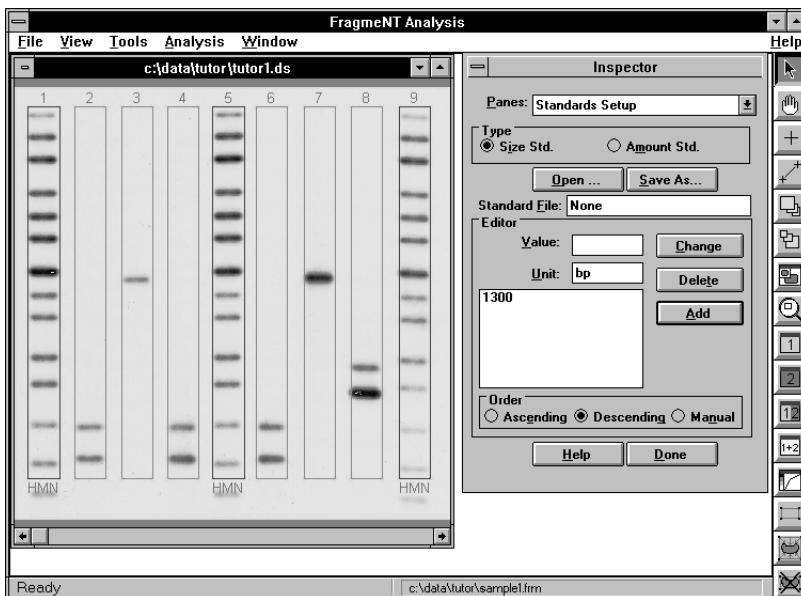 FragmeNT Analysis
File View Tools Analysis Window Help
c:\data\tutor\tutor1.ds
1 2 3 4 5 6 7 8 9
HMN HMN HMN
Inspector
Panes: Standards Setup
Type
Size Std. Amount Std.
Open ... Save As...
Standard File: None
Editor
Value: Change
Unit: bp Delete
1300
Add
Order
Ascending Descending Manual
Help Done
1
2
12
1+2
Ready c:\data\tutor\sample1.frm